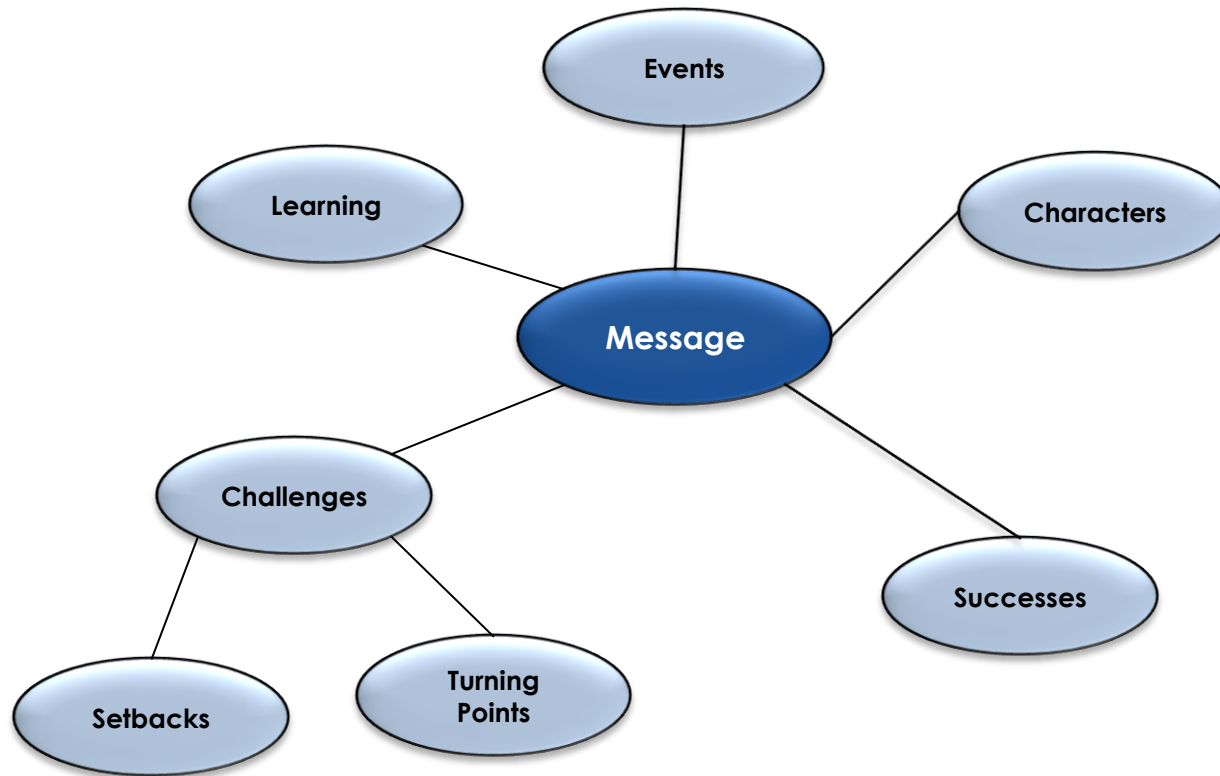 Events
Learning
Characters
Message
Challenges
Successes
Setbacks
Turning
Points